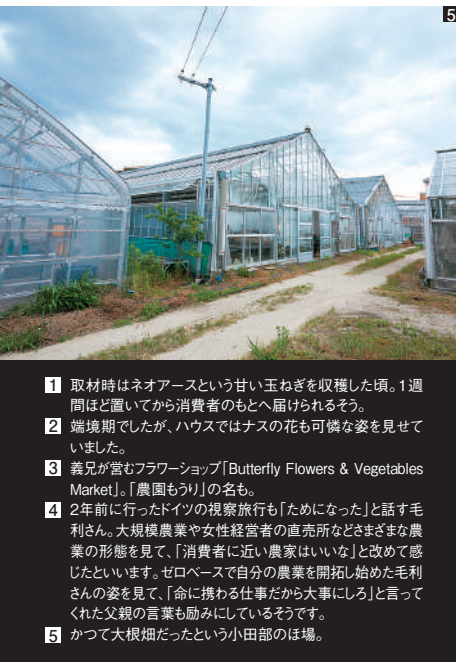 5
1 取材時はネオアースという甘い玉ねぎを収穫した頃。1週
間ほど置いてから消費者のもとへ届けられるそう。
2 端境期でしたが、ハウスではナスの花も可憐な姿を見せて
いました。
3 義兄が営むフラワーショップ「Butterfly Flowers & Vegetables
Market」。「農園もうり」の名も。
4 2年前に行ったドイツの視察旅行も「ためになった」と話す毛
利さん。大規模農業や女性経営者の直売所などさまざまな農
業の形態を見て、「消費者に近い農家はいいな」と改めて感
じたといいます。ゼロベースで自分の農業を開拓し始めた毛利
さんの姿を見て、「命に携わる仕事だから大事にしろ」と言って
くれた父親の言葉も励みにしているそうです。
5 かつて大根畑だったという小田部のほ場。